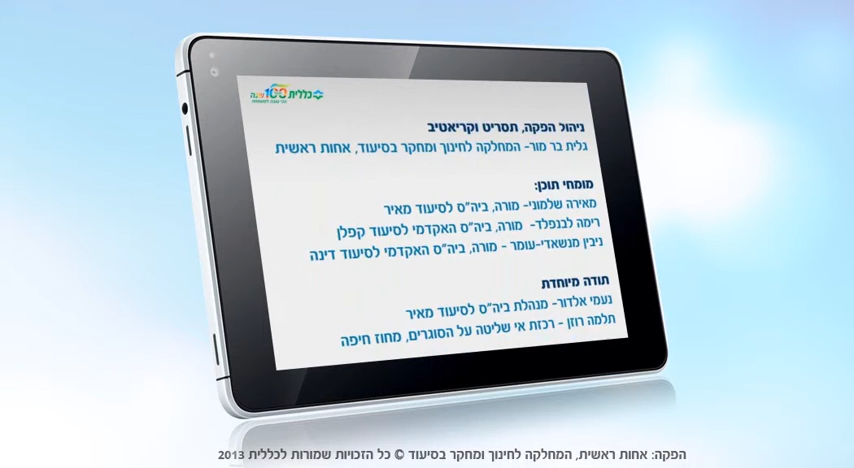 כללית 100 שנה
ניהול הפקה, תסריט וקריאטיב
גלית בר מור- המחלקה לחינוך ומחקר בסיעוד, אחות ראשית
מומחי תוכן:
מאירה שלמוני- מורה, ביה"ס לסיעוד מאיר
רימה לבנפלד- מורה, ביה"ס האקדמי לסיעוד קפלן
ניבין מנשאדי-עומר - מורה, ביה"ס האקדמי לסיעוד דינה
תודה מיוחדת
נעמי אלדור- מנהלת ביה"ס לסיעוד מאיר
תלמה רוזן - רכזת אי שליטה על הסוגרים, מחוז חיפה
הפקה: אחות ראשית, המחלקה לחינוך ומחקר בסיעוד © כל הזכויות שמורות לכללית 2013